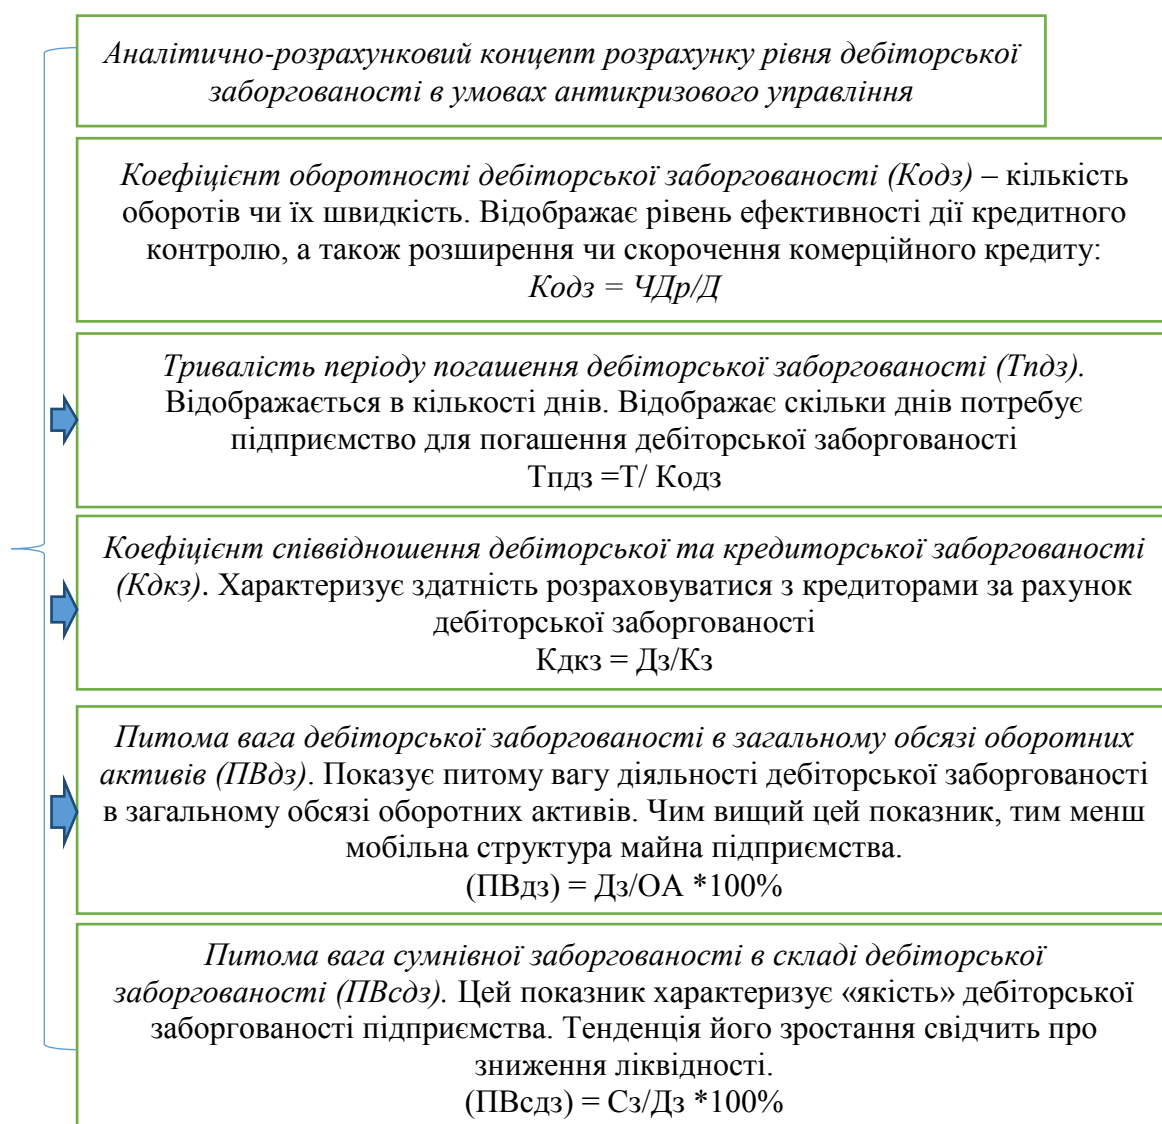 Аналітично-розрахунковий концепт розрахунку рівня дебіторської
заборгованості в умовах антикризового управління
Коефіцієнт оборотності дебіторської заборгованості (Кодз) – кількість
оборотів чи їх швидкість. Відображає рівень ефективності дії кредитного
контролю, а також розширення чи скорочення комерційного кредиту:
Кодз = ЧДр/Д
Тривалість періоду погашення дебіторської заборгованості (Тпдз).
Відображається в кількості днів. Відображає скільки днів потребує
підприємство для погашення дебіторської заборгованості
Тпдз =Т/ Кодз
Коефіцієнт співвідношення дебіторської та кредиторської заборгованості
(Кдкз). Характеризує здатність розраховуватися з кредиторами за рахунок
дебіторської заборгованості
Кдкз = Дз/Кз
Питома вага дебіторської заборгованості в загальному обсязі оборотних
активів (ПВдз). Показує питому вагу діяльності дебіторської заборгованості
в загальному обсязі оборотних активів. Чим вищий цей показник, тим менш
мобільна структура майна підприємства.
(ПВдз) = Дз/ОА *100%
Питома вага сумнівної заборгованості в складі дебіторської
заборгованості (ПВсдз). Цей показник характеризує «якість» дебіторської
заборгованості підприємства. Тенденція його зростання свідчить про
зниження ліквідності.
(ПВсдз) = Сз/Дз *100%